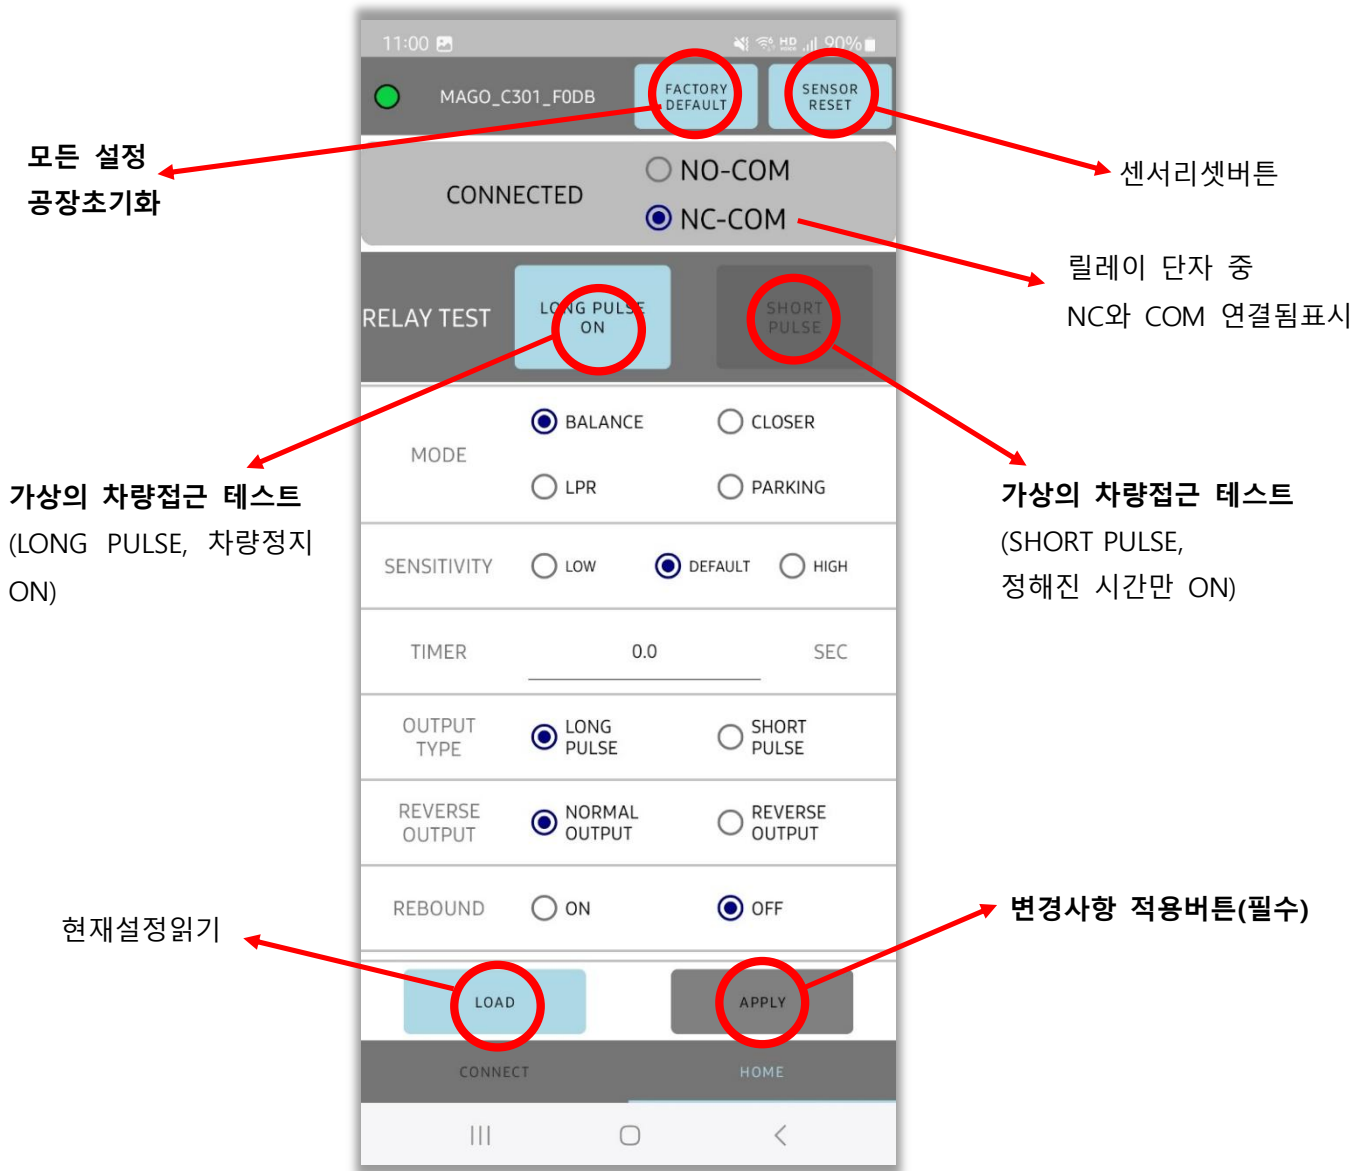 11:00
HD
90%
MAGO_C301_F0DB
FACTORY
DEFAULT
SENSOR
RESET
모든 설정
공장초기화
센서리셋버튼
CONNECTED
NO-COM
NC-COM
릴레이 단자 중
NC와 COM 연결됨표시
RELAY TEST
LONG PULSE
ON
SHORT
PULSE
MODE
BALANCE
CLOSER
LPR
PARKING
가상의 차량접근 테스트
(LONG PULSE, 차량정지
ON)
가상의 차량접근 테스트
(SHORT PULSE,
정해진 시간만 ON)
SENSITIVITY
LOW
DEFAULT
HIGH
TIMER
0.0
SEC
OUTPUT
TYPE
LONG
PULSE
SHORT
PULSE
REVERSE
OUTPUT
NORMAL
OUTPUT
REVERSE
OUTPUT
REBOUND
ON
OFF
현재설정읽기
변경사항 적용버튼(필수)
LOAD
APPLY
CONNECT
HOME